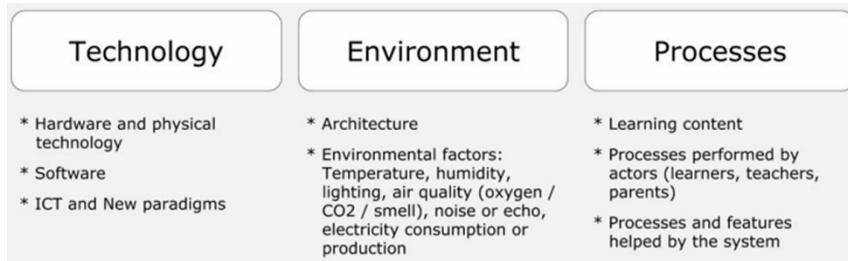 Technology
* Hardware and physical
technology
* Software
* ICT and New paradigms
Environment
* Architecture
* Environmental factors:
Temperature, humidity,
lighting, air quality (oxygen /
CO2 / smell), noise or echo,
electricity consumption or
production
Processes
* Learning content
* Processes performed by
actors (learners, teachers,
parents)
* Processes and features
helped by the system